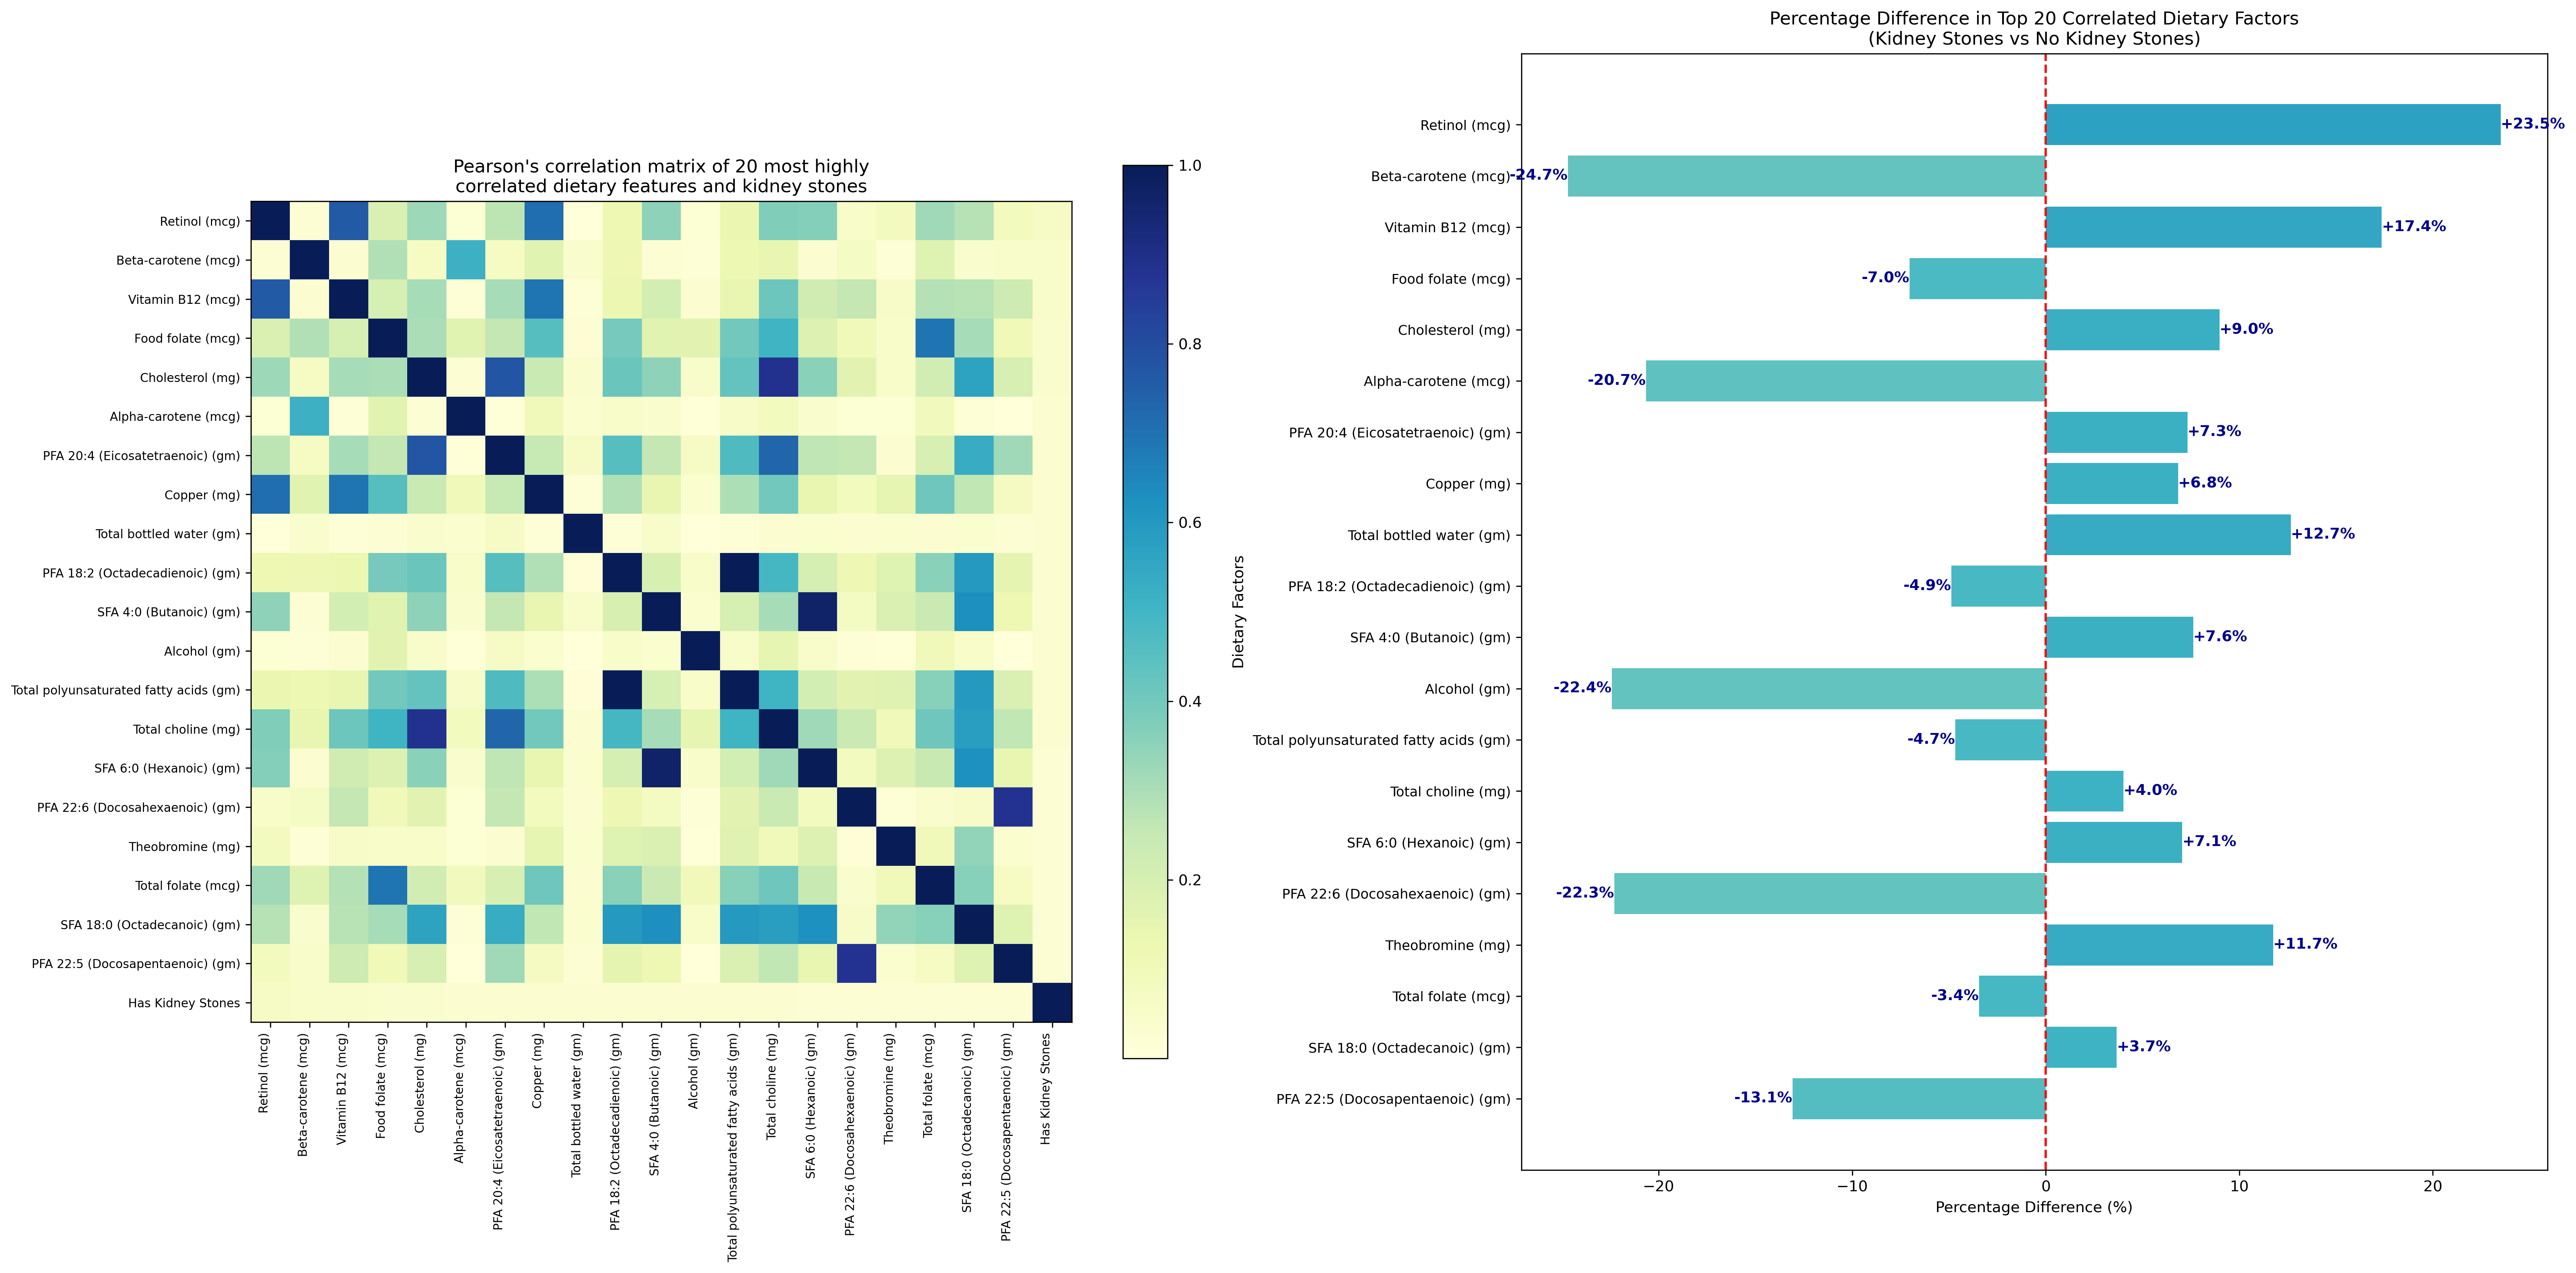 Pearson's correlation matrix of 20 most highly
correlated dietary features and kidney stones
Retinol (mcg)
Beta-carotene (mcg)
Vitamin B12 (mcg)
Food folate (mcg)
Cholesterol (mg)
Alpha-carotene (mcg)
PFA 20:4 (Eicosatetraenoic) (gm)
Copper (mg)
Total bottled water (gm)
PFA 18:2 (Octadecadienoic) (gm)
SFA 4:0 (Butanoic) (gm)
Alcohol (gm)
Total polyunsaturated fatty acids (gm)
Total choline (mg)
SFA 6:0 (Hexanoic) (gm)
PFA 22:6 (Docosahexaenoic) (gm)
Theobromine (mg)
Total folate (mcg)
SFA 18:0 (Octadecanoic) (gm)
PFA 22:5 (Docosapentaenoic) (gm)
Has Kidney Stones
Retinol (mcg)
Beta-carotene (mcg)
Vitamin B12 (mcg)
Food folate (mcg)
Cholesterol (mg)
Alpha-carotene (mcg)
PFA 20:4 (Eicosatetraenoic) (gm)
Copper (mg)
Total bottled water (gm)
PFA 18:2 (Octadecadienoic) (gm)
SFA 4:0 (Butanoic) (gm)
Alcohol (gm)
Total polyunsaturated fatty acids (gm)
Total choline (mg)
SFA 6:0 (Hexanoic) (gm)
PFA 22:6 (Docosahexaenoic) (gm)
Theobromine (mg)
Total folate (mcg)
SFA 18:0 (Octadecanoic) (gm)
PFA 22:5 (Docosapentaenoic) (gm)
Has Kidney Stones
1.0
0.8
0.6
0.4
0.2
Percentage Difference in Top 20 Correlated Dietary Factors
(Kidney Stones vs No Kidney Stones)
Dietary Factors
Retinol (mcg) +23.5%
Beta-carotene (mcg) -24.7%
Vitamin B12 (mcg) +17.4%
Food folate (mcg) -7.0%
Cholesterol (mg) +9.0%
Alpha-carotene (mcg) -20.7%
PFA 20:4 (Eicosatetraenoic) (gm) +7.3%
Copper (mg) +6.8%
Total bottled water (gm) +12.7%
PFA 18:2 (Octadecadienoic) (gm) -4.9%
SFA 4:0 (Butanoic) (gm) +7.6%
Alcohol (gm) -22.4%
Total polyunsaturated fatty acids (gm) -4.7%
Total choline (mg) +4.0%
SFA 6:0 (Hexanoic) (gm) +7.1%
PFA 22:6 (Docosahexaenoic) (gm) -22.3%
Theobromine (mg) +11.7%
Total folate (mcg) -3.4%
SFA 18:0 (Octadecanoic) (gm) +3.7%
PFA 22:5 (Docosapentaenoic) (gm) -13.1%
−20 −10 0 10 20
Percentage Difference (%)